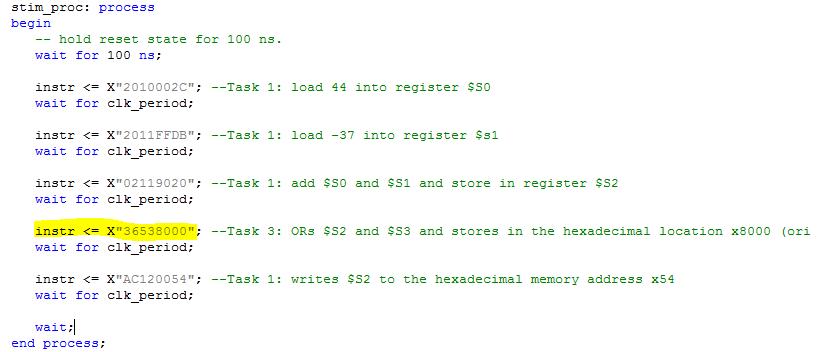 stim_proc: process
begin
-- hold reset state for 100 ns.
wait for 100 ns;
instr <= X"2010002C"; --Task 1: load 44 into register $S0
wait for clk_period;
instr <= X"2011FFDB"; --Task 1: load -37 into register $s1
wait for clk_period;
instr <= X"02119020"; --Task 1: add $S0 and $S1 and store in register $S2
wait for clk_period;
instr <= X"36538000"; --Task 3: ORs $S2 and $S3 and stores in the hexadecimal location x8000 (ori
wait for clk_period;
instr <= X"AC120054"; --Task 1: writes $S2 to the hexadecimal memory address x54
wait for clk_period;
wait;
end process;